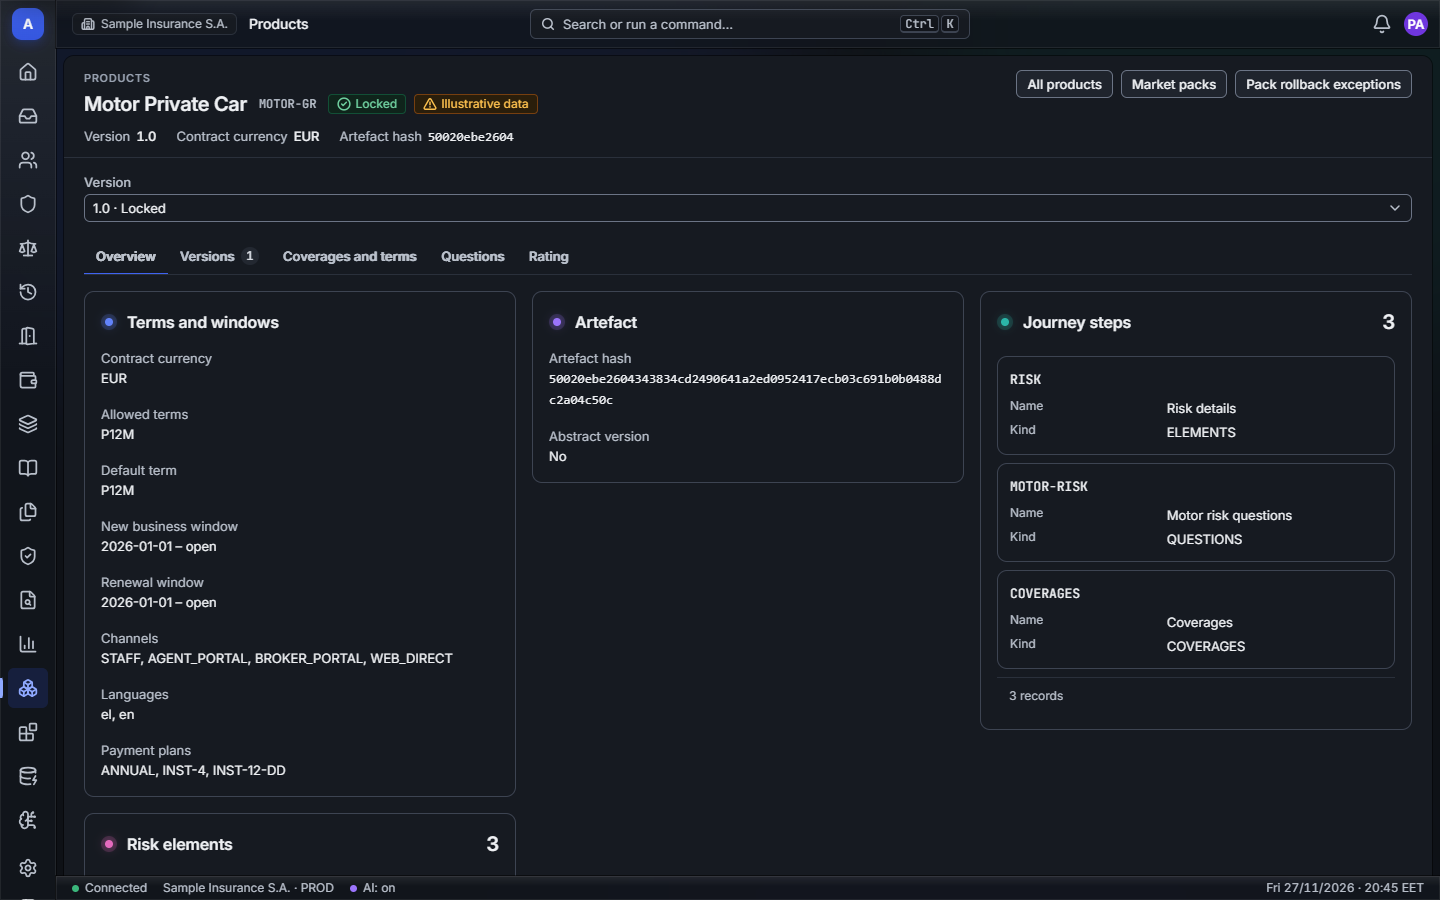 A
Sample Insurance S.A.
Products
Search or run a command...
Ctrl K
PA
PRODUCTS
Motor Private Car MOTOR-GR Locked Illustrative data
All products
Market packs
Pack rollback exceptions
Version 1.0 Contract currency EUR Artefact hash 50020ebe2604
Version
1.0 · Locked
Overview Versions 1 Coverages and terms Questions Rating
Terms and windows
Contract currency
EUR
Allowed terms
P12M
Default term
P12M
New business window
2026-01-01 – open
Renewal window
2026-01-01 – open
Channels
STAFF, AGENT_PORTAL, BROKER_PORTAL, WEB_DIRECT
Languages
el, en
Payment plans
ANNUAL, INST-4, INST-12-DD
Risk elements 3
Artefact
Artefact hash
50020ebe2604343834cd2490641a2ed0952417ecb03c691b0b0488d
c2a04c50c
Abstract version
No
Journey steps 3
RISK
Name Risk details
Kind ELEMENTS
MOTOR-RISK
Name Motor risk questions
Kind QUESTIONS
COVERAGES
Name Coverages
Kind COVERAGES
3 records
Connected Sample Insurance S.A. · PROD AI: on
Fri 27/11/2026 · 20:45 EET